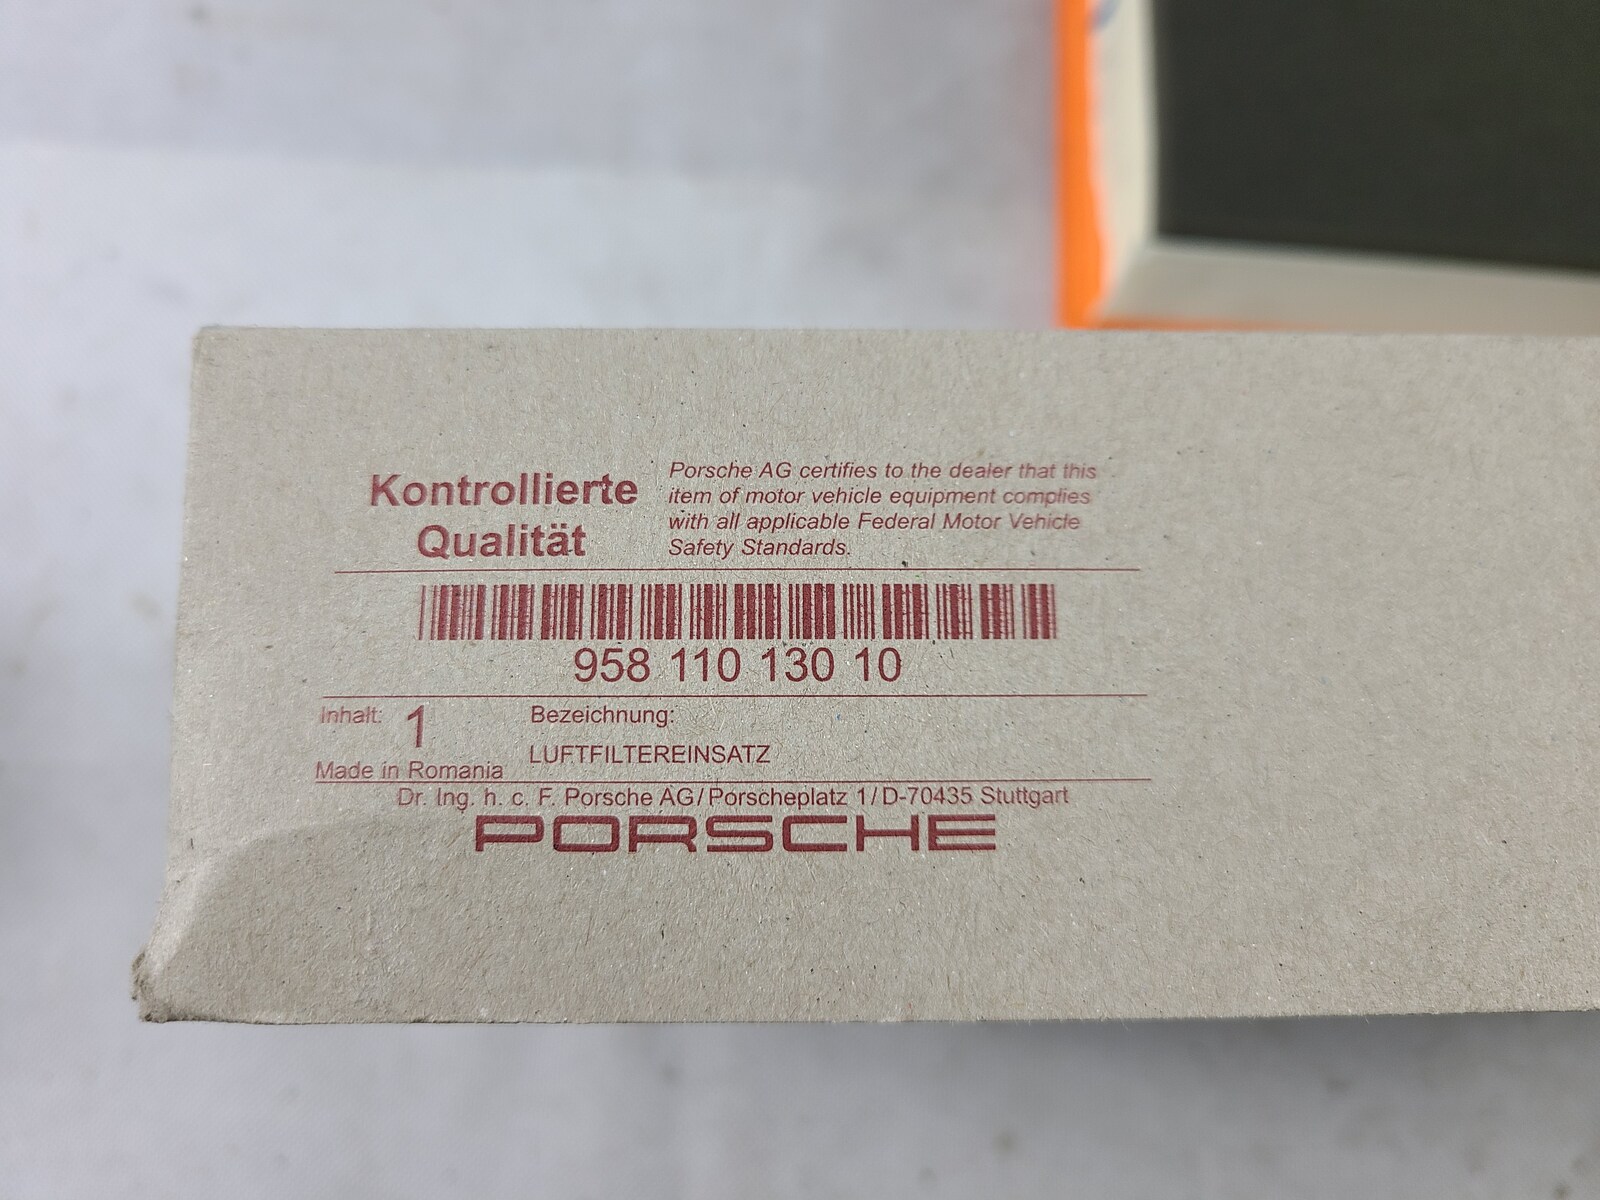 Kontrollierte
Qualität
Porsche AG certifies to the dealer that this
item of motor vehicle equipment complies
with all applicable Federal Motor Vehicle
Safety Standards.
958 110 130 10
Inhalt: 1
Bezeichnung:
LUFTFILTEREINSATZ
Made in Romania
Dr. Ing. h. c. F. Porsche AG/Porscheplatz 1/D-70435 Stuttgart
PORSCHE